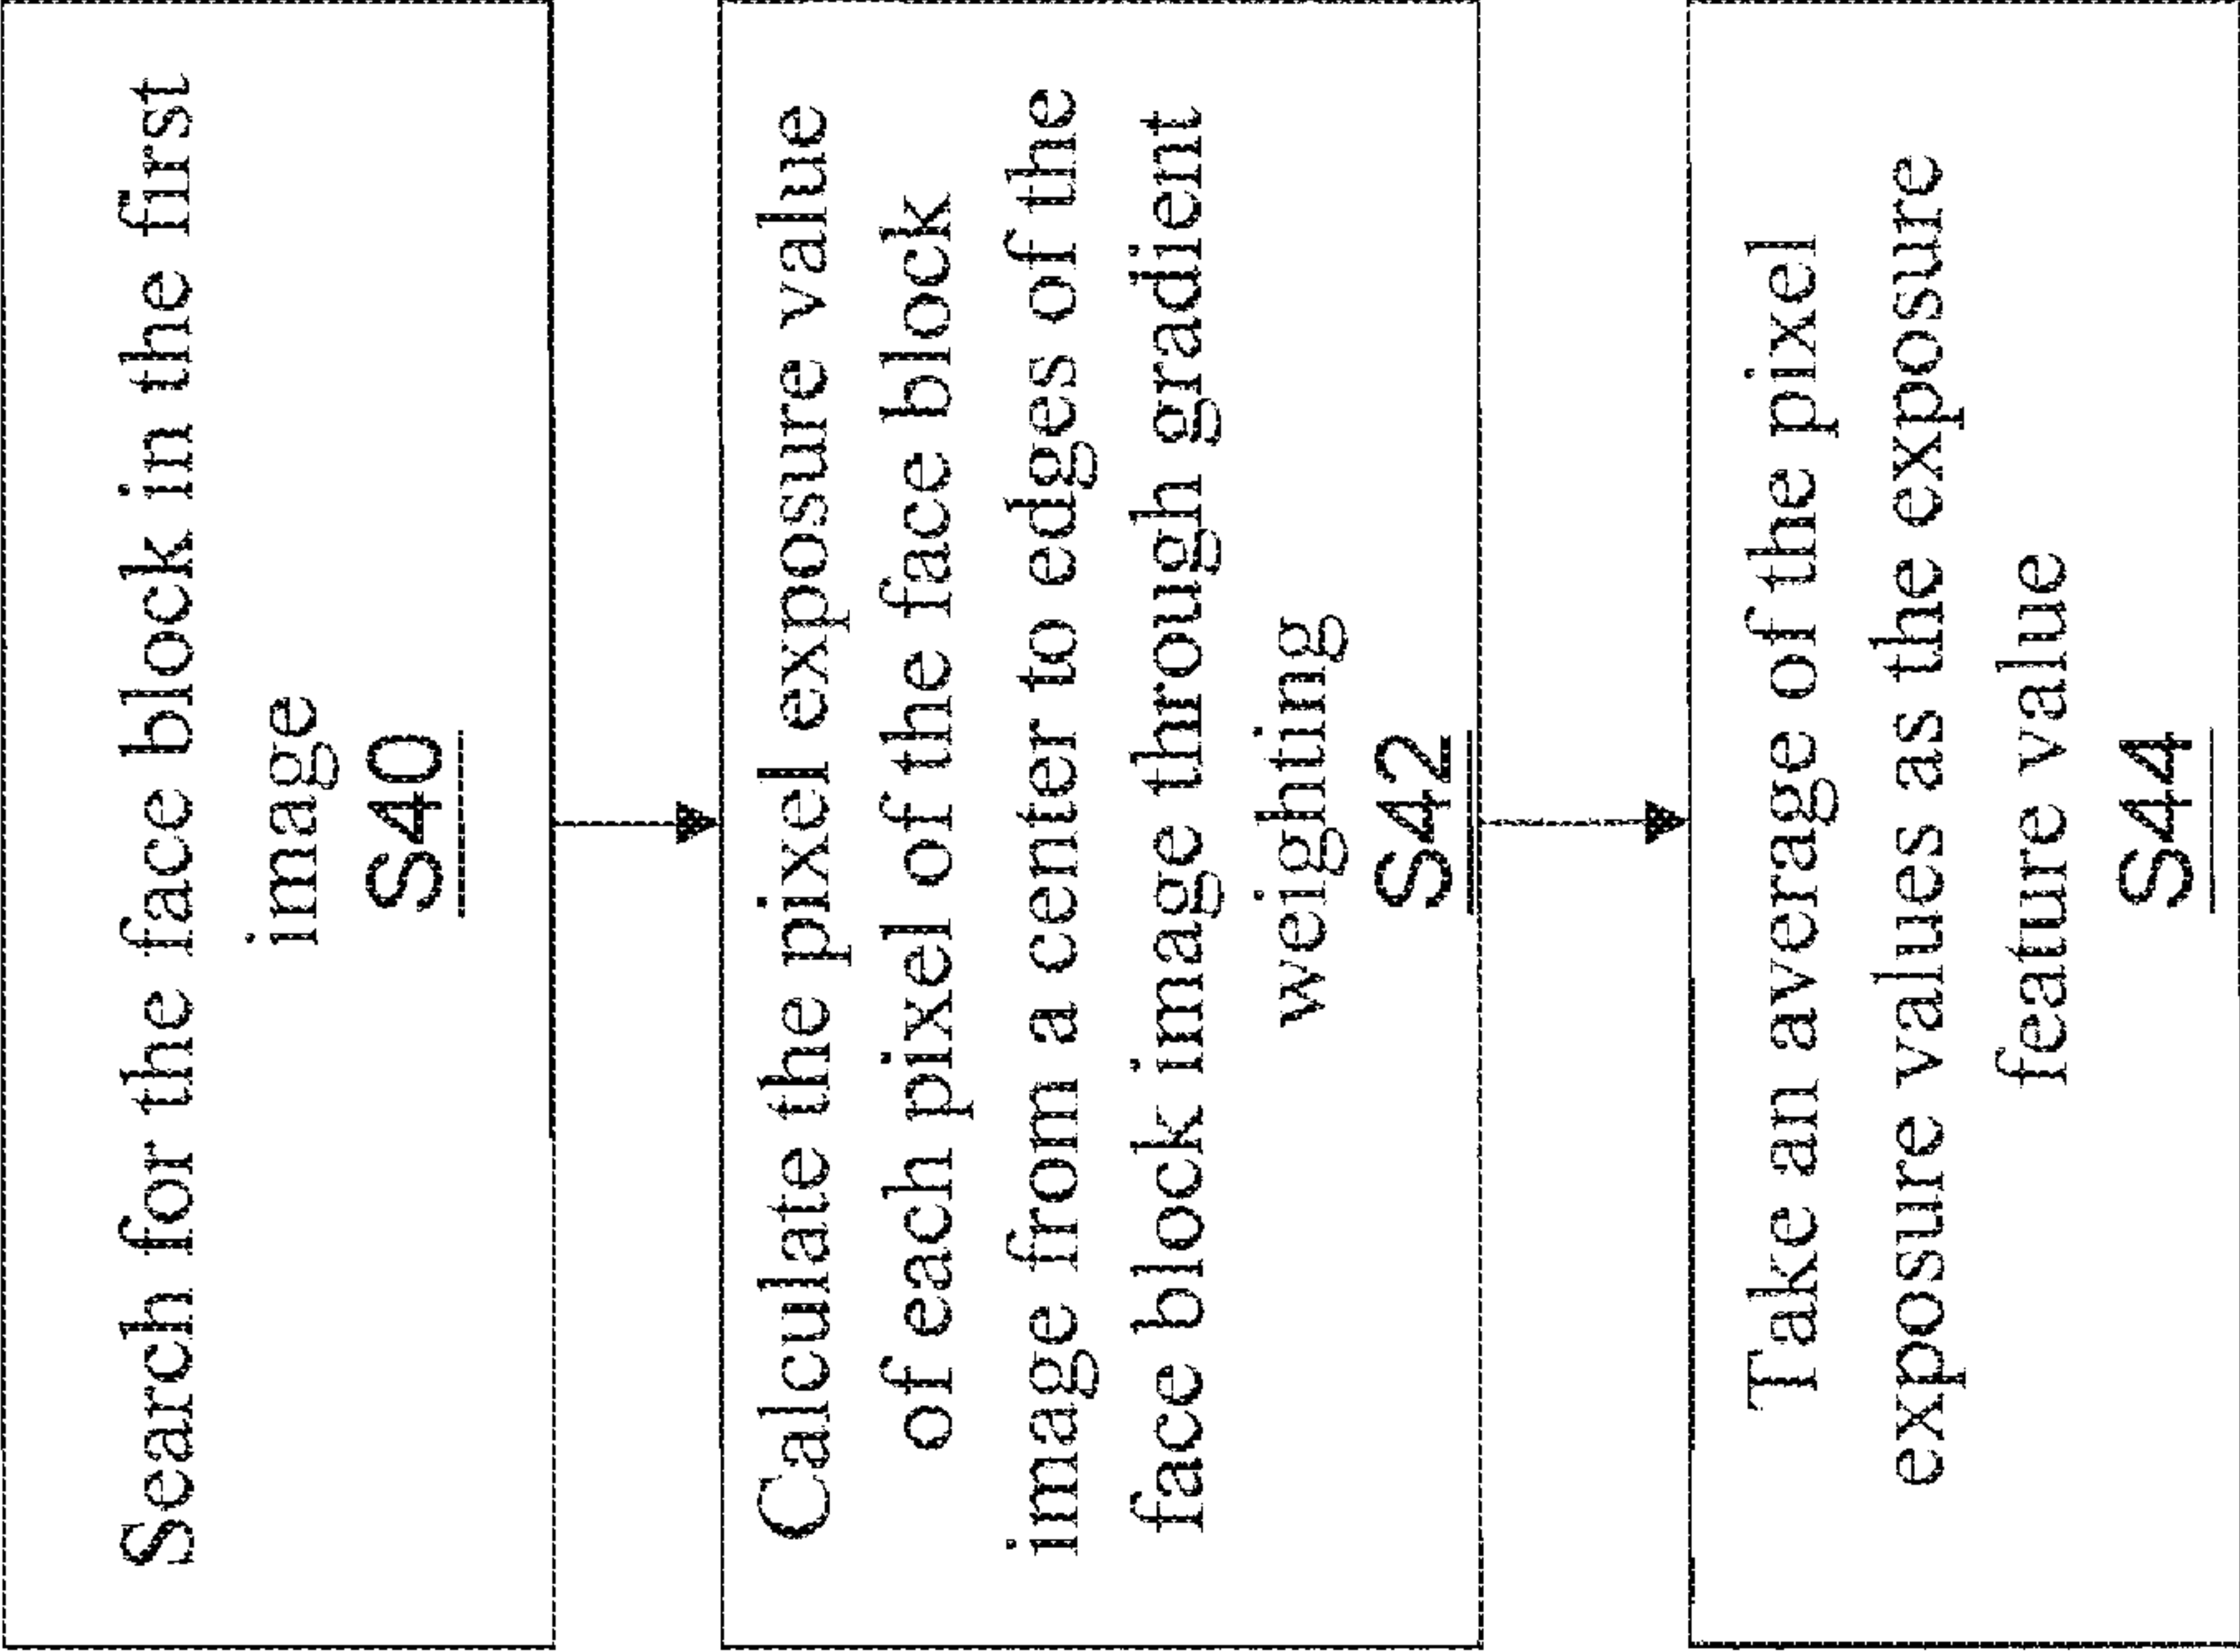 Search for the face block in the first
image
S40
Calculate the pixel exposure value
of each pixel of the face block
image from a center to edges of the
face block image through gradient
weighting
S42
Take an average of the pixel
exposure values as the exposure
feature value
S44